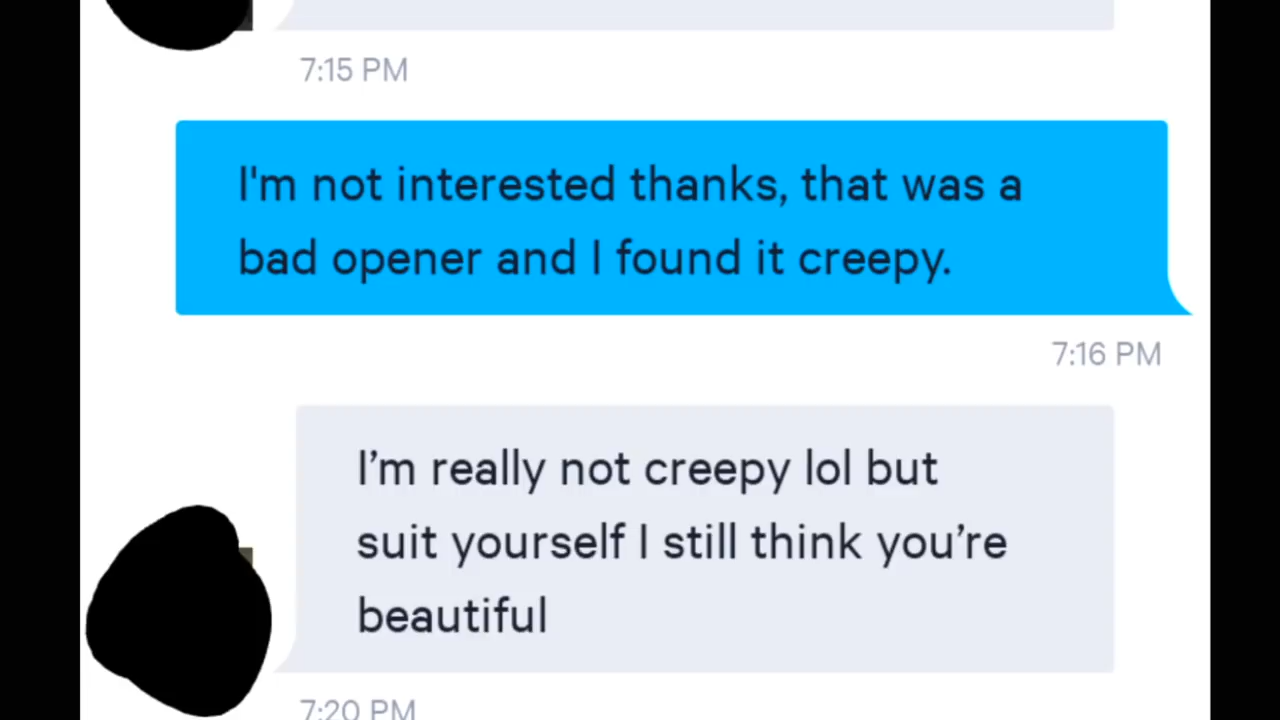 7:15 PM
I'm not interested thanks, that was a
bad opener and I found it creepy.
7:16 PM
I’m really not creepy lol but
suit yourself I still think you’re
beautiful
7:20 PM